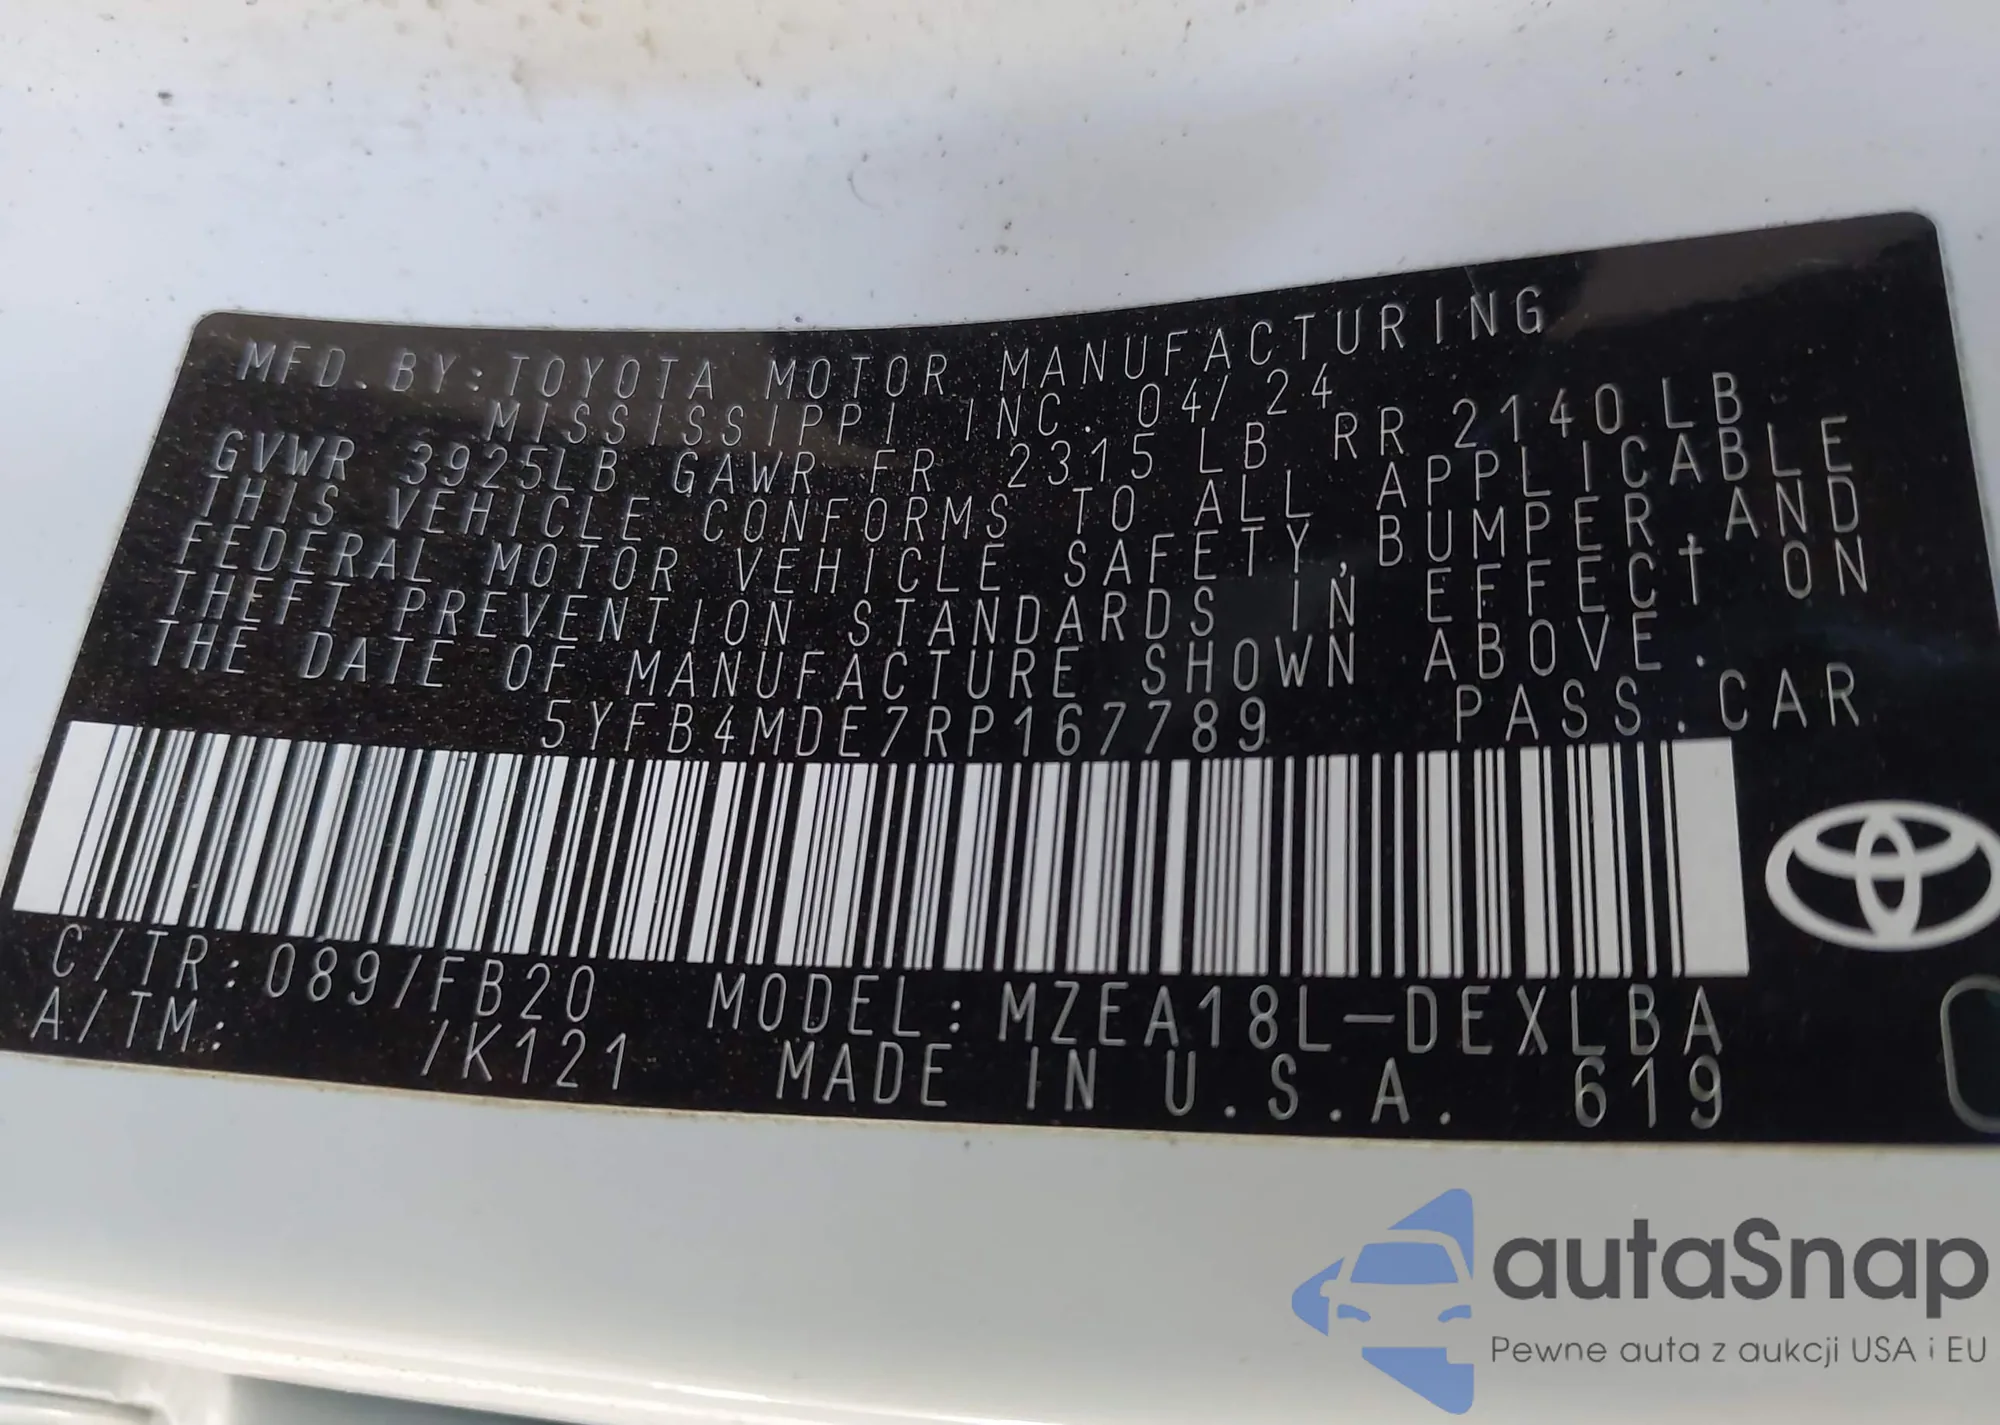 MFD. BY: TOYOTA MOTOR MANUFACTURING
MISSISSIPPI INC. 04/24
GVWR 3925LB GAWR FR 2315 LB RR 2140 LB
THIS VEHICLE CONFORMS TO ALL APPLICABLE
FEDERAL MOTOR VEHICLE SAFETY, BUMPER, AND
THEFT PREVENTION STANDARDS IN EFFECT ON
THE DATE OF MANUFACTURE SHOWN ABOVE.
5YFB4MDE7RP167789 PASS. CAR
C/TR: 089/FB20 MODEL: MZEA18L-DEXLBA
A/TM: /K121 MADE IN U.S.A. 619
autaSnap
Pewne auta z aukcji USA i EU